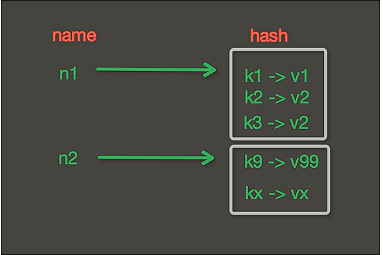 name hash
n1 k1 -> v1
k2 -> v2
k3 -> v2
n2 k9 -> v99
kx -> vx